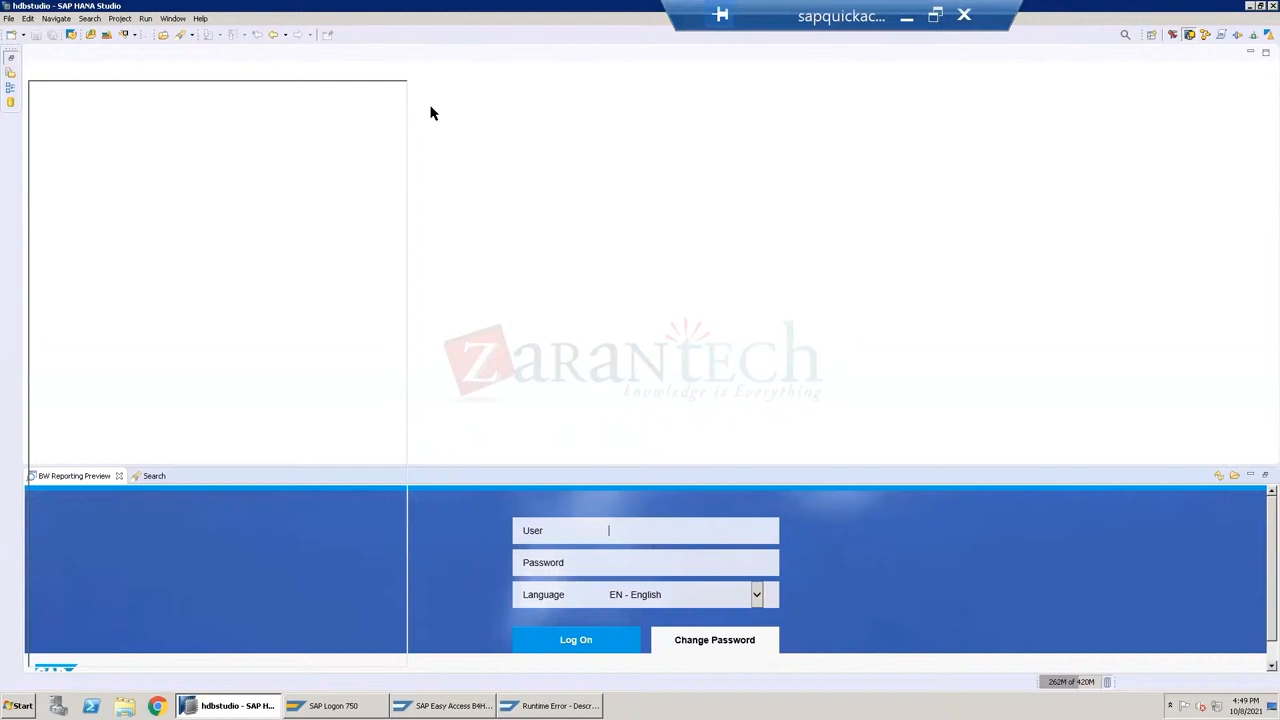 hdbstudio - SAP HANA Studio
File Edit Navigate Search Project Run Window Help
sapquickac...
ZaranTech
knowledge is Everything
BW Reporting Preview Search
User
Password
Language EN - English
Log On Change Password
SAP
262M of 420M
Start hdbstudio - SAP H... SAP Logon 750 SAP Easy Access B4H... Runtime Error - Descr... 4:49 PM
10/8/2021